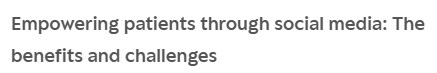 Empowering patients through social media: The
benefits and challenges